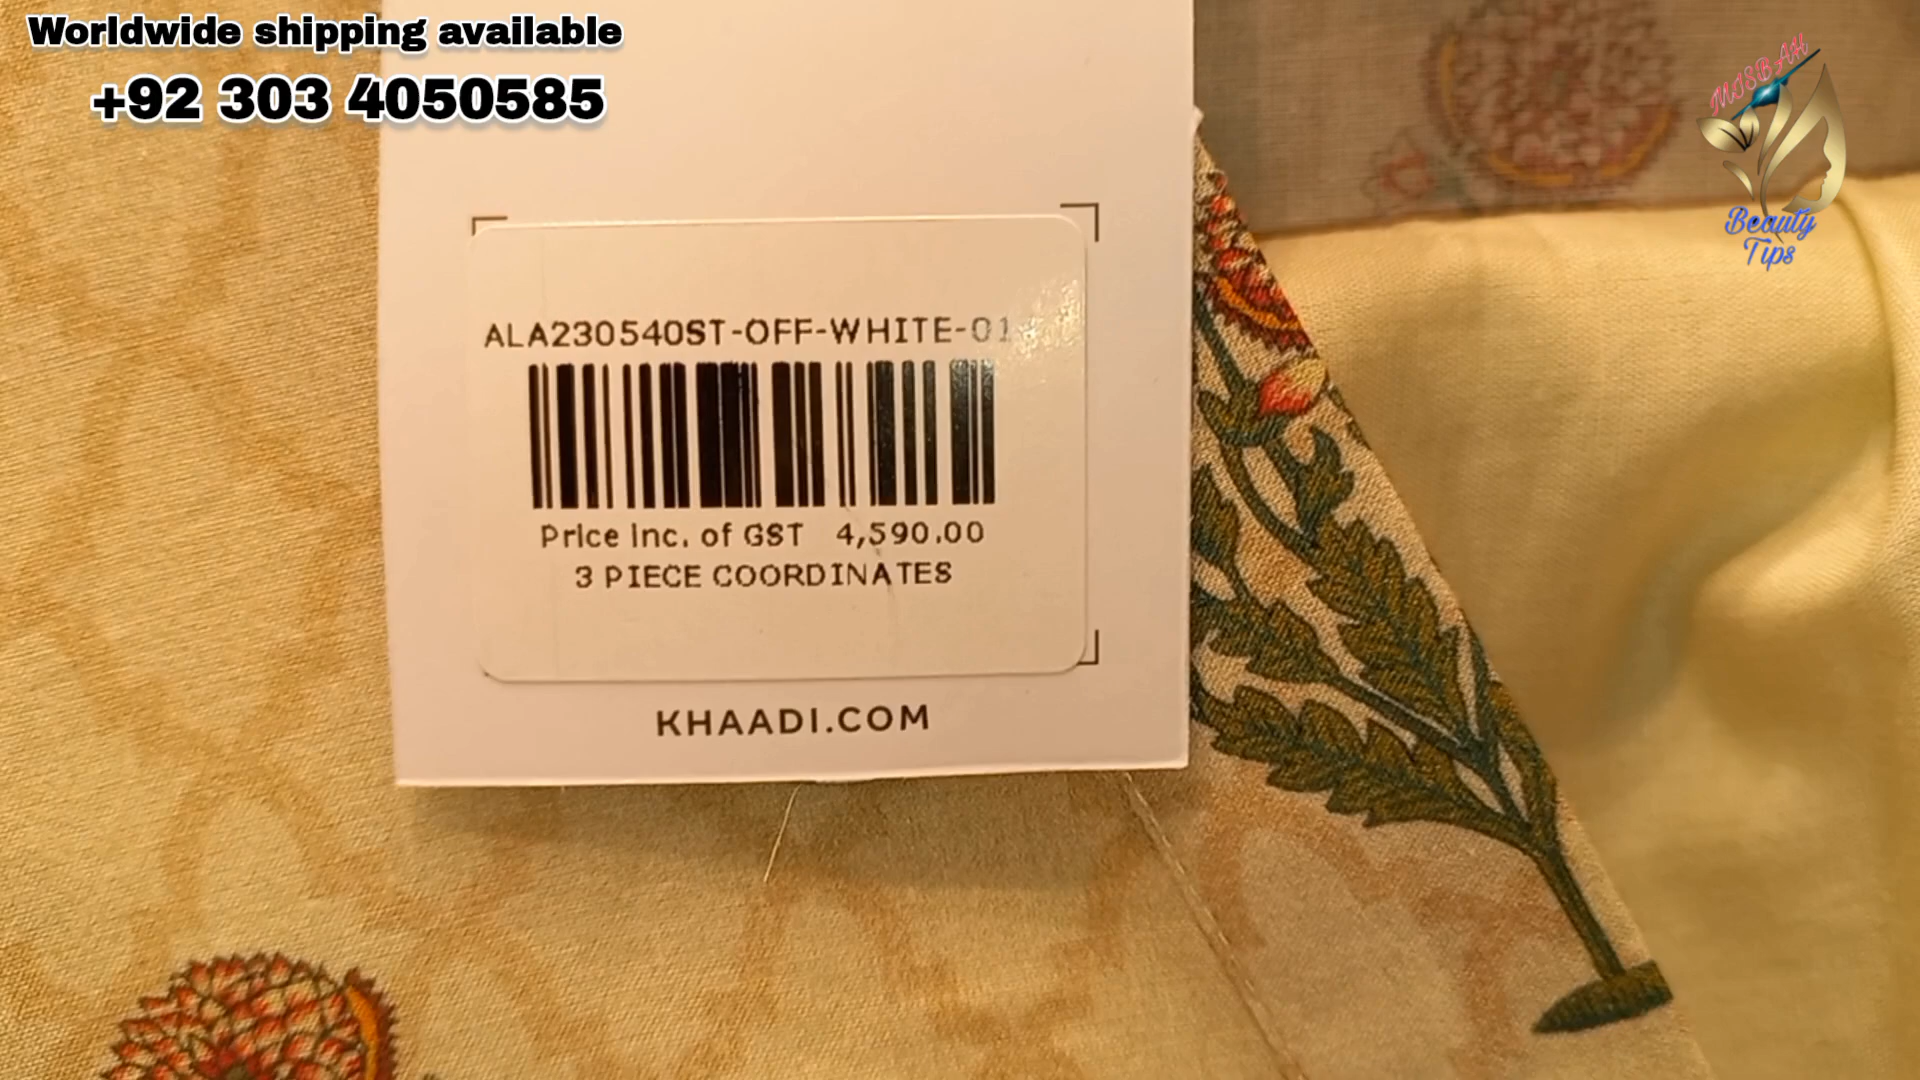 Worldwide shipping available
+92 303 4050585
MISBAH
Beauty
Tips
ALA230540ST-OFF-WHITE-01
Price Inc. of GST 4,590.00
3 PIECE COORDINATES
KHAADI.COM